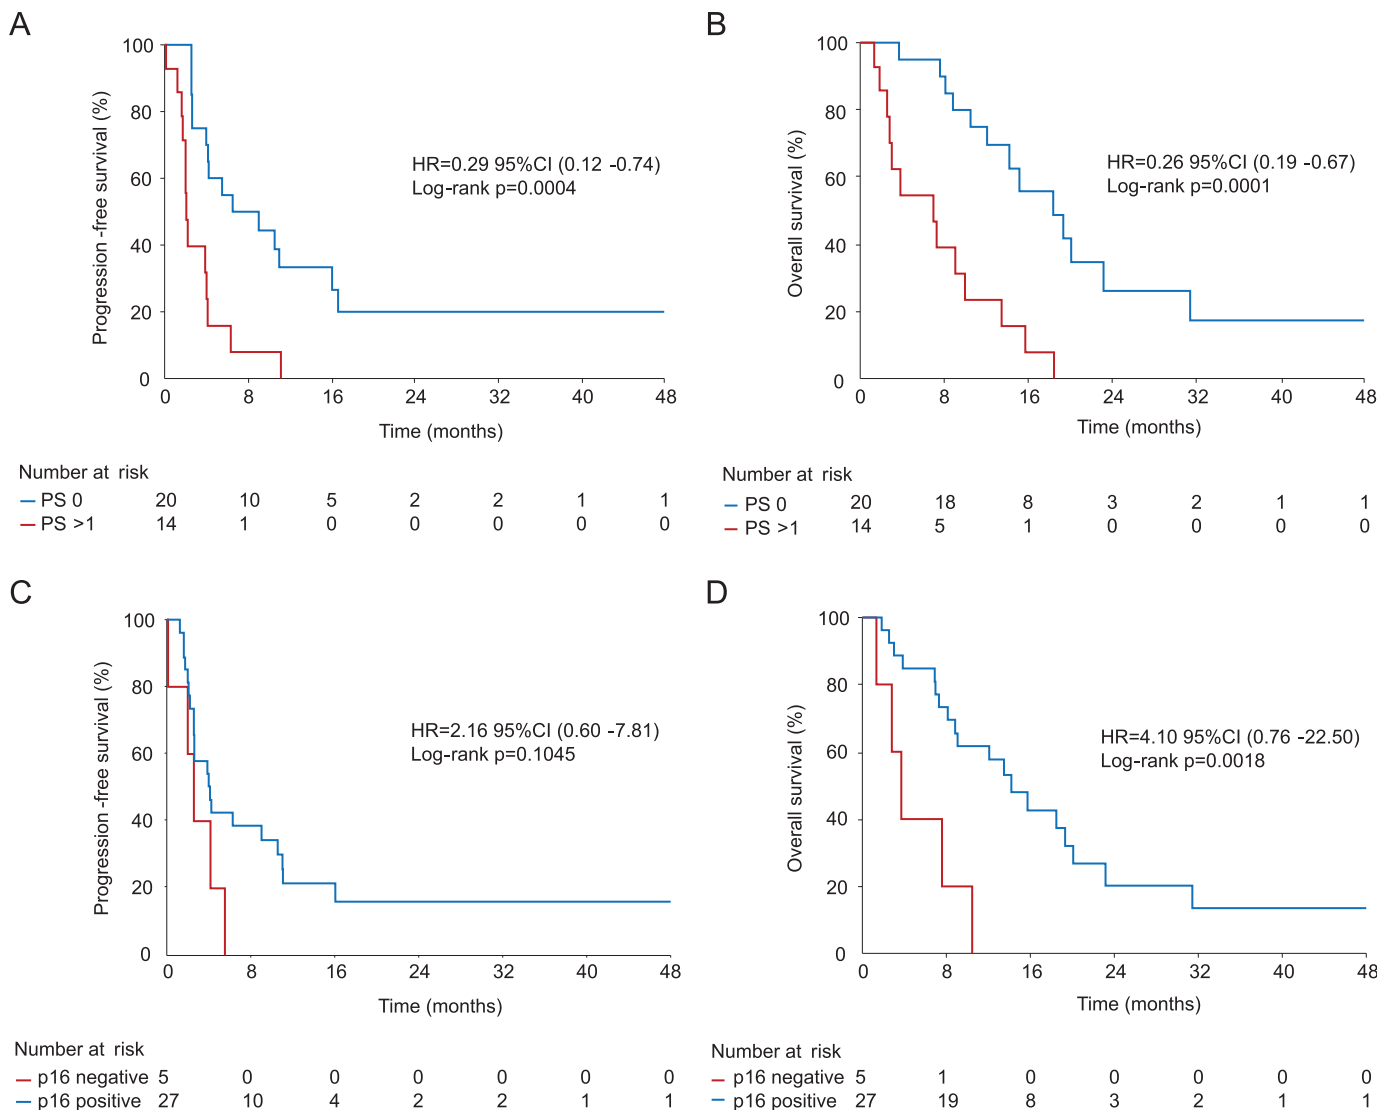 A
100
80
60
40
20
0
Progression -free survival (%)
HR=0.29 95%CI (0.12 -0.74)
Log-rank p=0.0004
0 8 16 24 32 40 48
Time (months)
Number at risk
PS 0 20 10 5 2 2 1 1
PS >1 14 1 0 0 0 0 0
B
100
80
60
40
20
0
Overall survival (%)
HR=0.26 95%CI (0.19 -0.67)
Log-rank p=0.0001
0 8 16 24 32 40 48
Time (months)
Number at risk
PS 0 20 18 8 3 2 1 1
PS >1 14 5 1 0 0 0 0
C
100
80
60
40
20
0
Progression -free survival (%)
HR=2.16 95%CI (0.60 -7.81)
Log-rank p=0.1045
0 8 16 24 32 40 48
Time (months)
Number at risk
p16 negative 5 0 0 0 0 0 0
p16 positive 27 10 4 2 2 1 1
D
100
80
60
40
20
0
Overall survival (%)
HR=4.10 95%CI (0.76 -22.50)
Log-rank p=0.0018
0 8 16 24 32 40 48
Time (months)
Number at risk
p16 negative 5 1 0 0 0 0 0
p16 positive 27 19 8 3 2 1 1